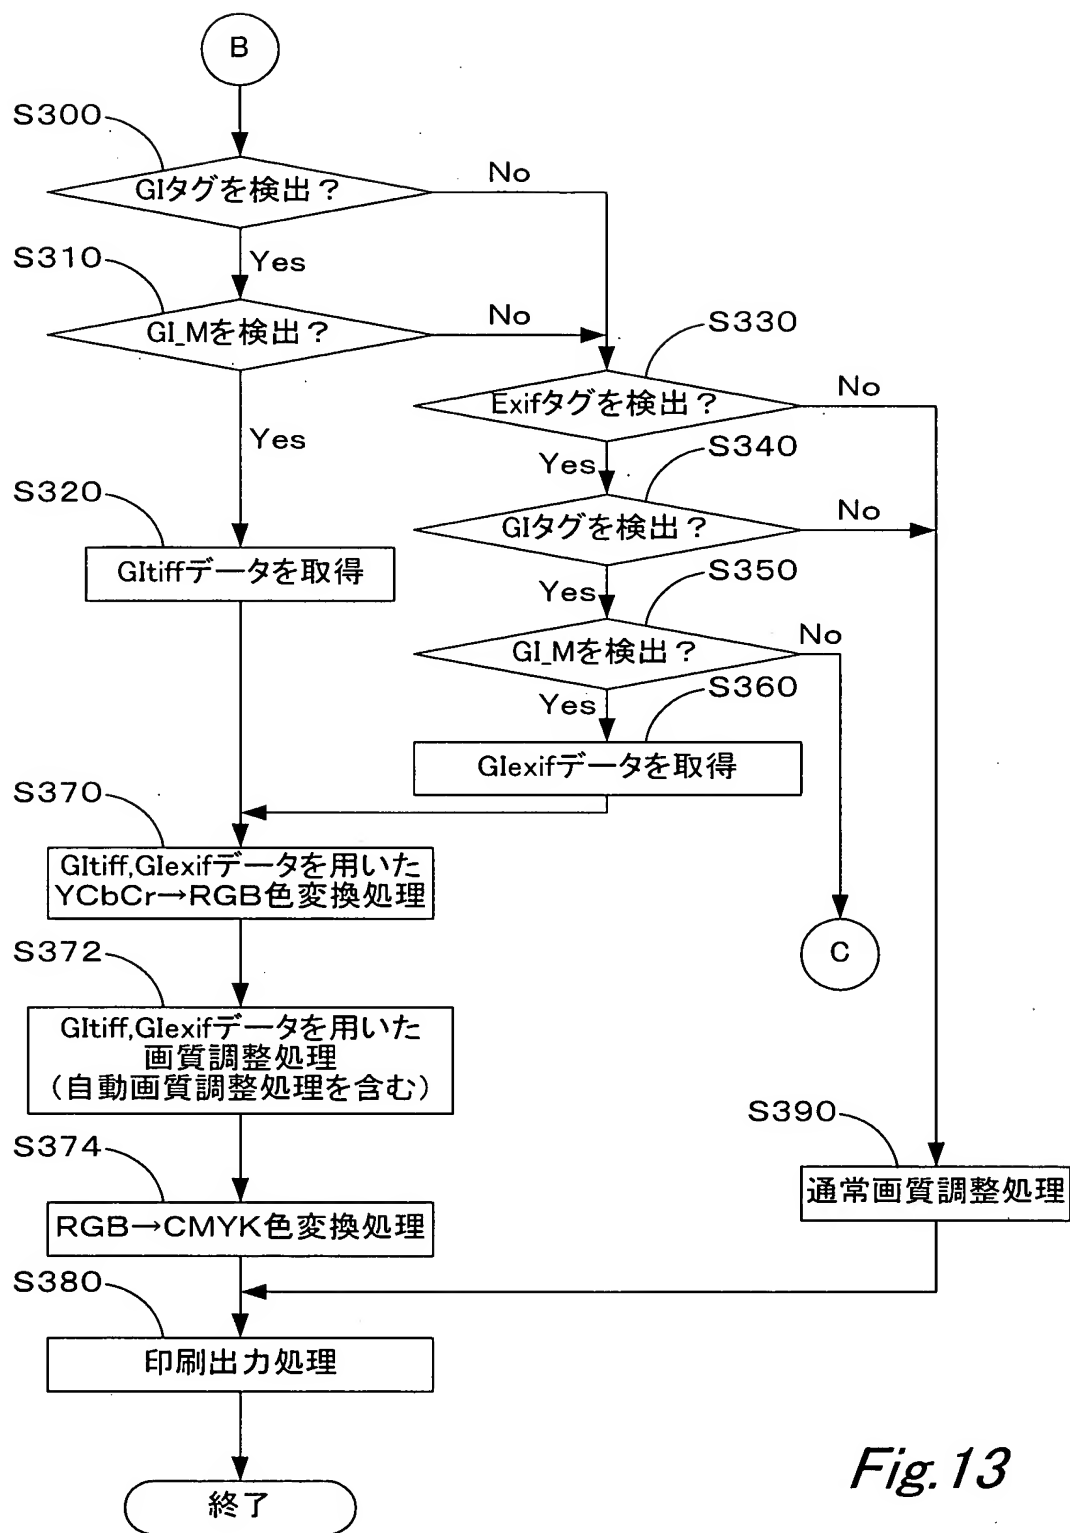 B
S300
GIタグを検出？
No
S310
Yes
GI_Mを検出？
No
S330
Exifタグを検出？
No
Yes
Yes
S340
S320
GIタグを検出？
No
GItiffデータを取得
S350
Yes
GI_Mを検出？
No
S360
Yes
GIexifデータを取得
S370
GItiff,GIexifデータを用いた
YCbCr→RGB色変換処理
C
S372
GItiff,GIexifデータを用いた
画質調整処理
（自動画質調整処理を含む）
S390
S374
通常画質調整処理
RGB→CMYK色変換処理
S380
印刷出力処理
Fig.13
終了